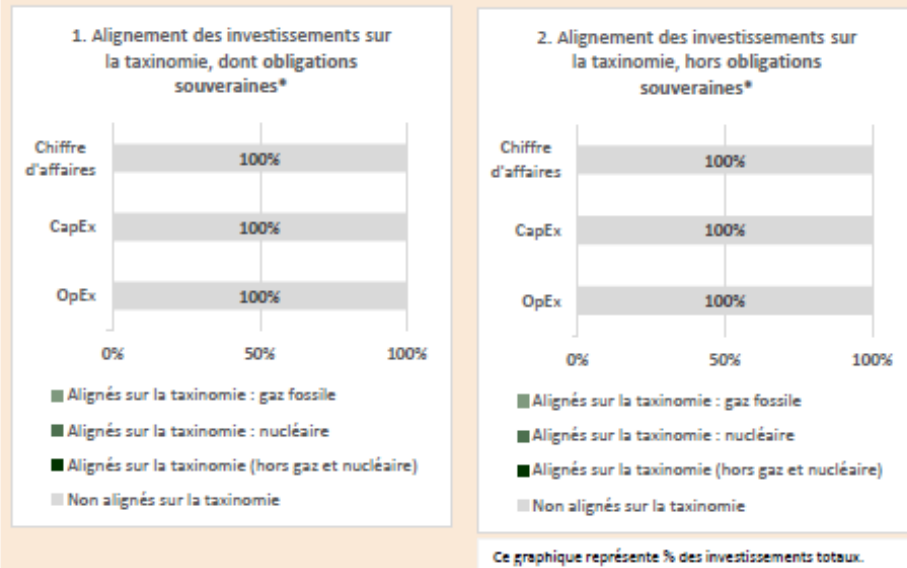 1. Alignement des investissements sur
la taxinomie, dont obligations
souveraines*
Chiffre
d'affaires
100%
CapEx
100%
OpEx
100%
0%
50%
100%
Alignés sur la taxinomie : gaz fossile
Alignés sur la taxinomie : nucléaire
Alignés sur la taxinomie (hors gaz et nucléaire)
Non alignés sur la taxinomie
2. Alignement des investissements sur
la taxinomie, hors obligations
souveraines*
Chiffre
d'affaires
100%
CapEx
100%
OpEx
100%
0%
50%
100%
Alignés sur la taxinomie : gaz fossile
Alignés sur la taxinomie : nucléaire
Alignés sur la taxinomie (hors gaz et nucléaire)
Non alignés sur la taxinomie
Ce graphique représente % des investissements totaux.